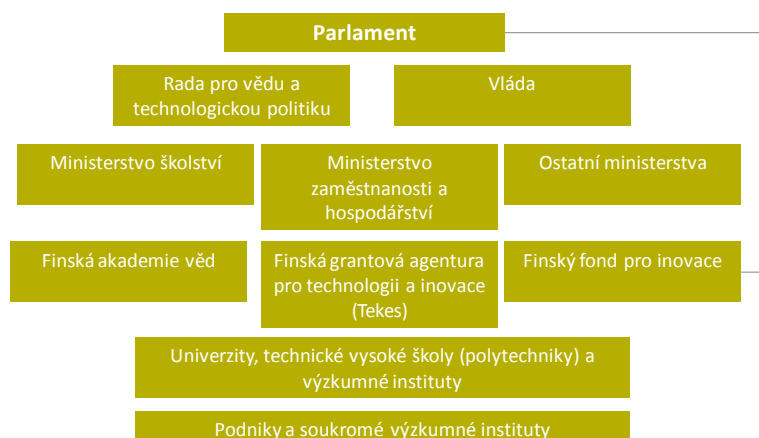 Parlament
Rada pro vědu a
technologickou politiku
Vláda
Ministerstvo školství
Ministerstvo
zaměstnanosti a
hospodářství
Ostatní ministerstva
Finská akademie věd
Finská grantová agentura
pro technologii a inovace
(Tekes)
Finský fond pro inovace
Univerzity, technické vysoké školy (polytechniky) a
výzkumné instituty
Podniky a soukromé výzkumné instituty